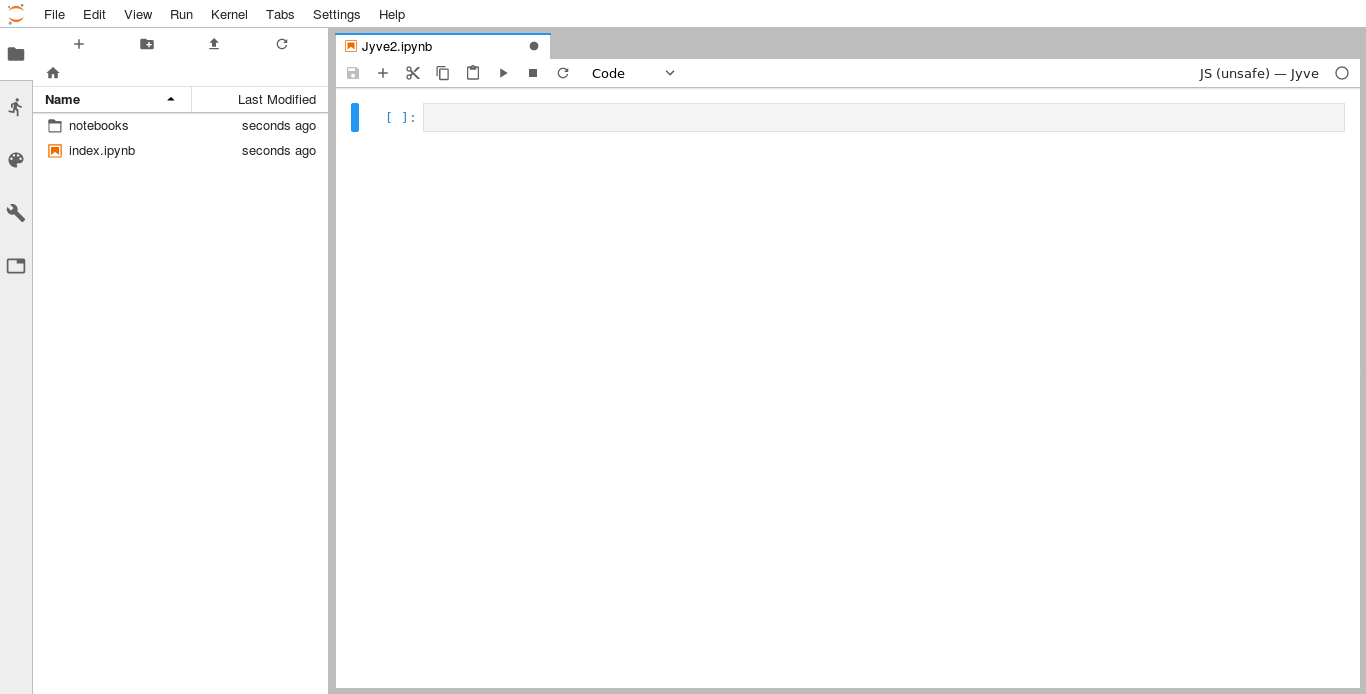 File Edit View Run Kernel Tabs Settings Help
Jyve2.ipynb
Code
JS (unsafe) — Jyve
Name Last Modified
notebooks seconds ago
index.ipynb seconds ago
[ ]: